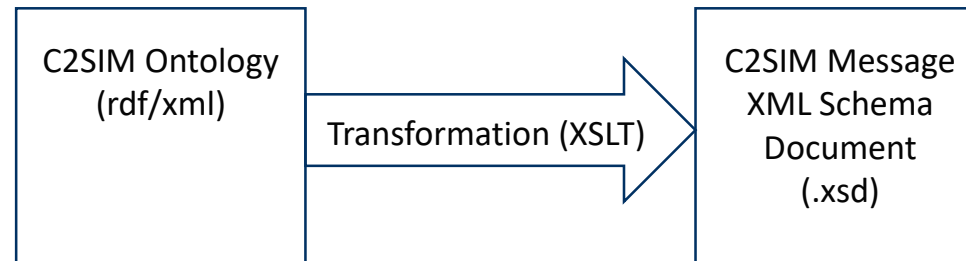 C2SIM Ontology
(rdf/xml)
Transformation (XSLT)
C2SIM Message
XML Schema
Document
(.xsd)